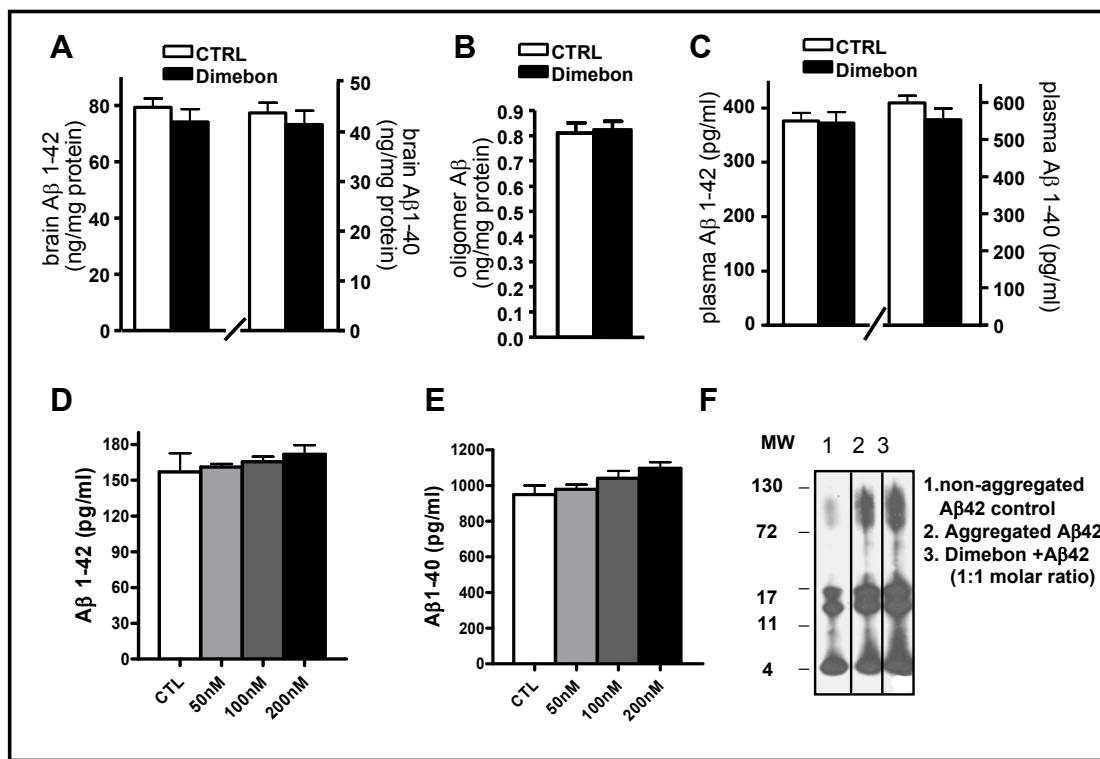 A
CTRL
Dimebon
80
60
40
20
0
brain Aβ 1-42
(ng/mg protein)
50
40
30
20
10
0
brain Aβ1-40
(ng/mg protein)
B
CTRL
Dimebon
0.9
0.8
0.7
0.6
0.5
0.4
0.3
0.2
0.1
0.0
oligomer Aβ
(ng/mg protein)
C
CTRL
Dimebon
400
300
200
100
0
plasma Aβ 1-42 (pg/ml)
600
500
400
300
200
100
0
plasma Aβ 1-40 (pg/ml)
D
180
150
120
90
60
30
0
Aβ 1-42 (pg/ml)
CTL
50nM
100nM
200nM
E
1200
1000
800
600
400
200
0
Aβ1-40 (pg/ml)
CTL
50nM
100nM
200nM
F
MW 1 2 3
130
72
17
11
4
1.non-aggregated
Aβ42 control
2. Aggregated Aβ42
3. Dimebon +Aβ42
(1:1 molar ratio)